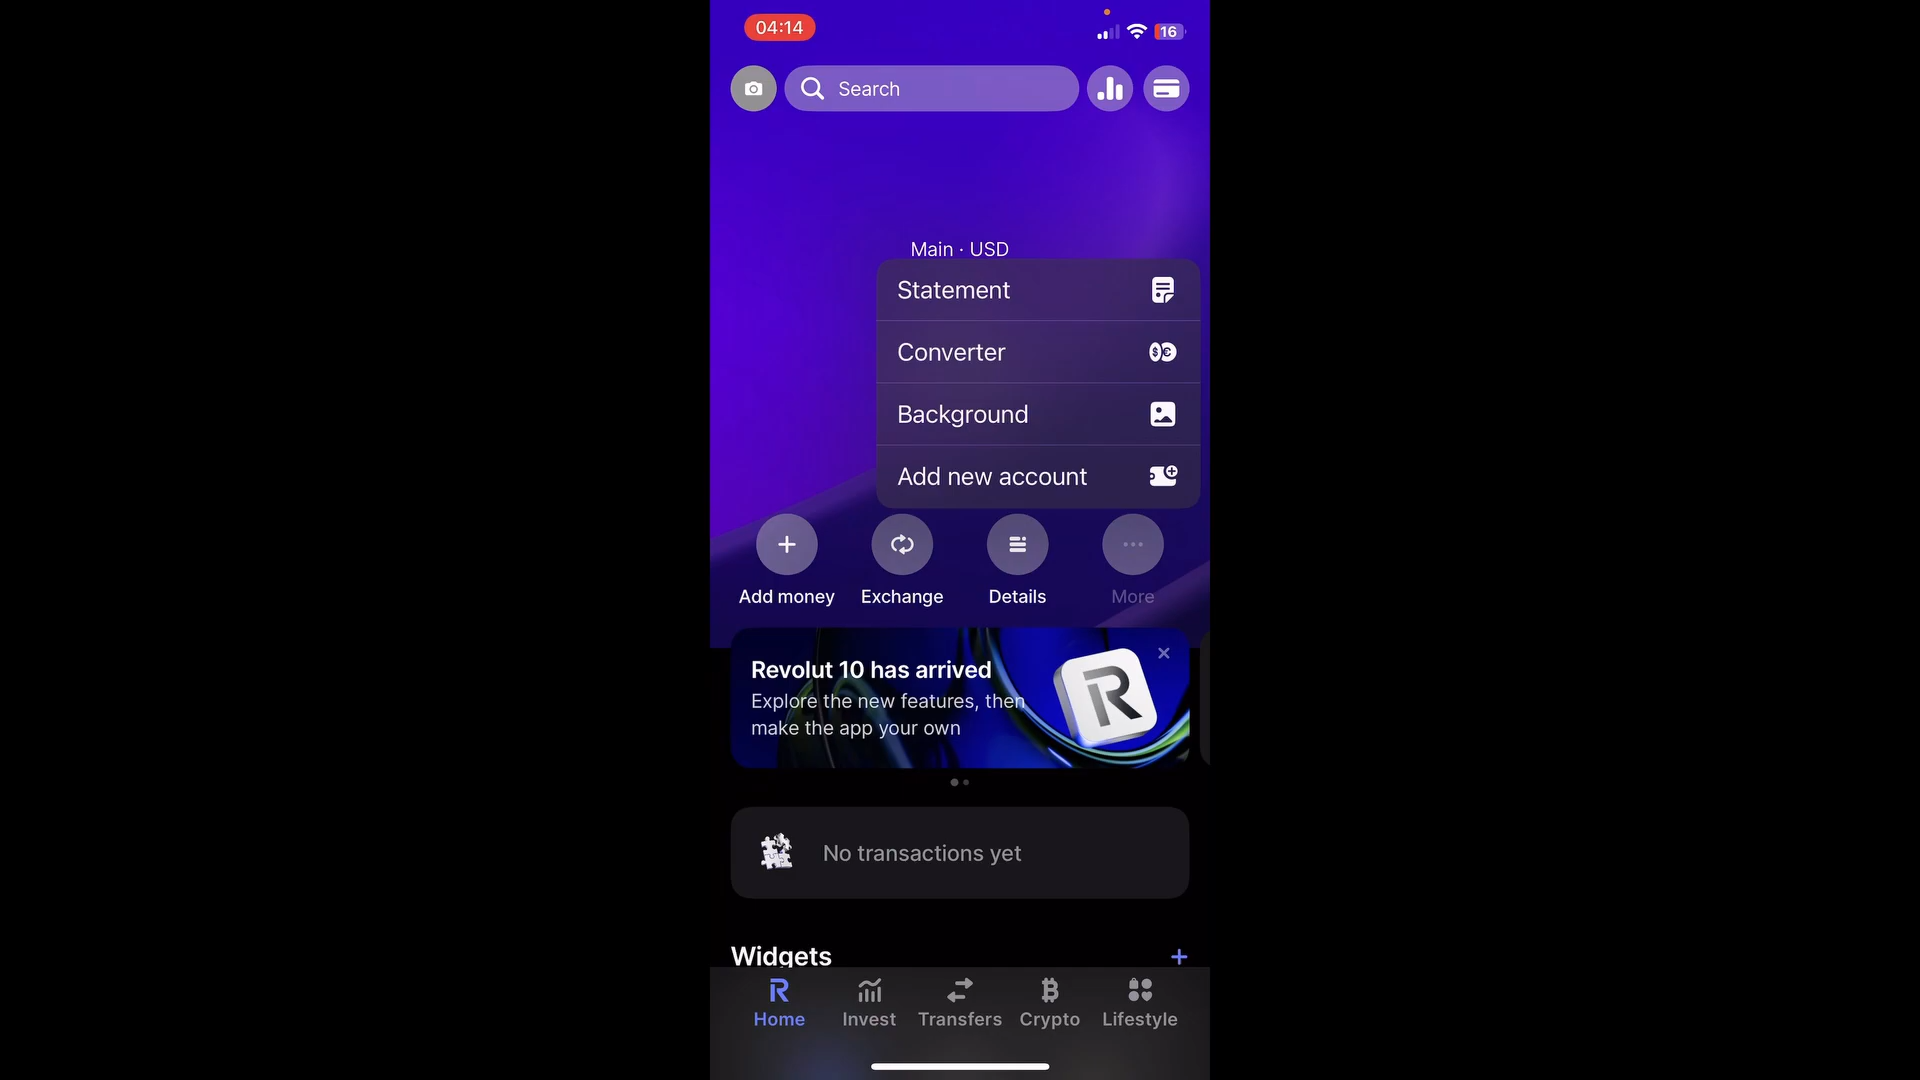 04:14
16
Search
Main · USD
Statement
Converter
Background
Add new account
Add money
Exchange
Details
More
Revolut 10 has arrived
Explore the new features, then
make the app your own
No transactions yet
Widgets
Home
Invest
Transfers
Crypto
Lifestyle